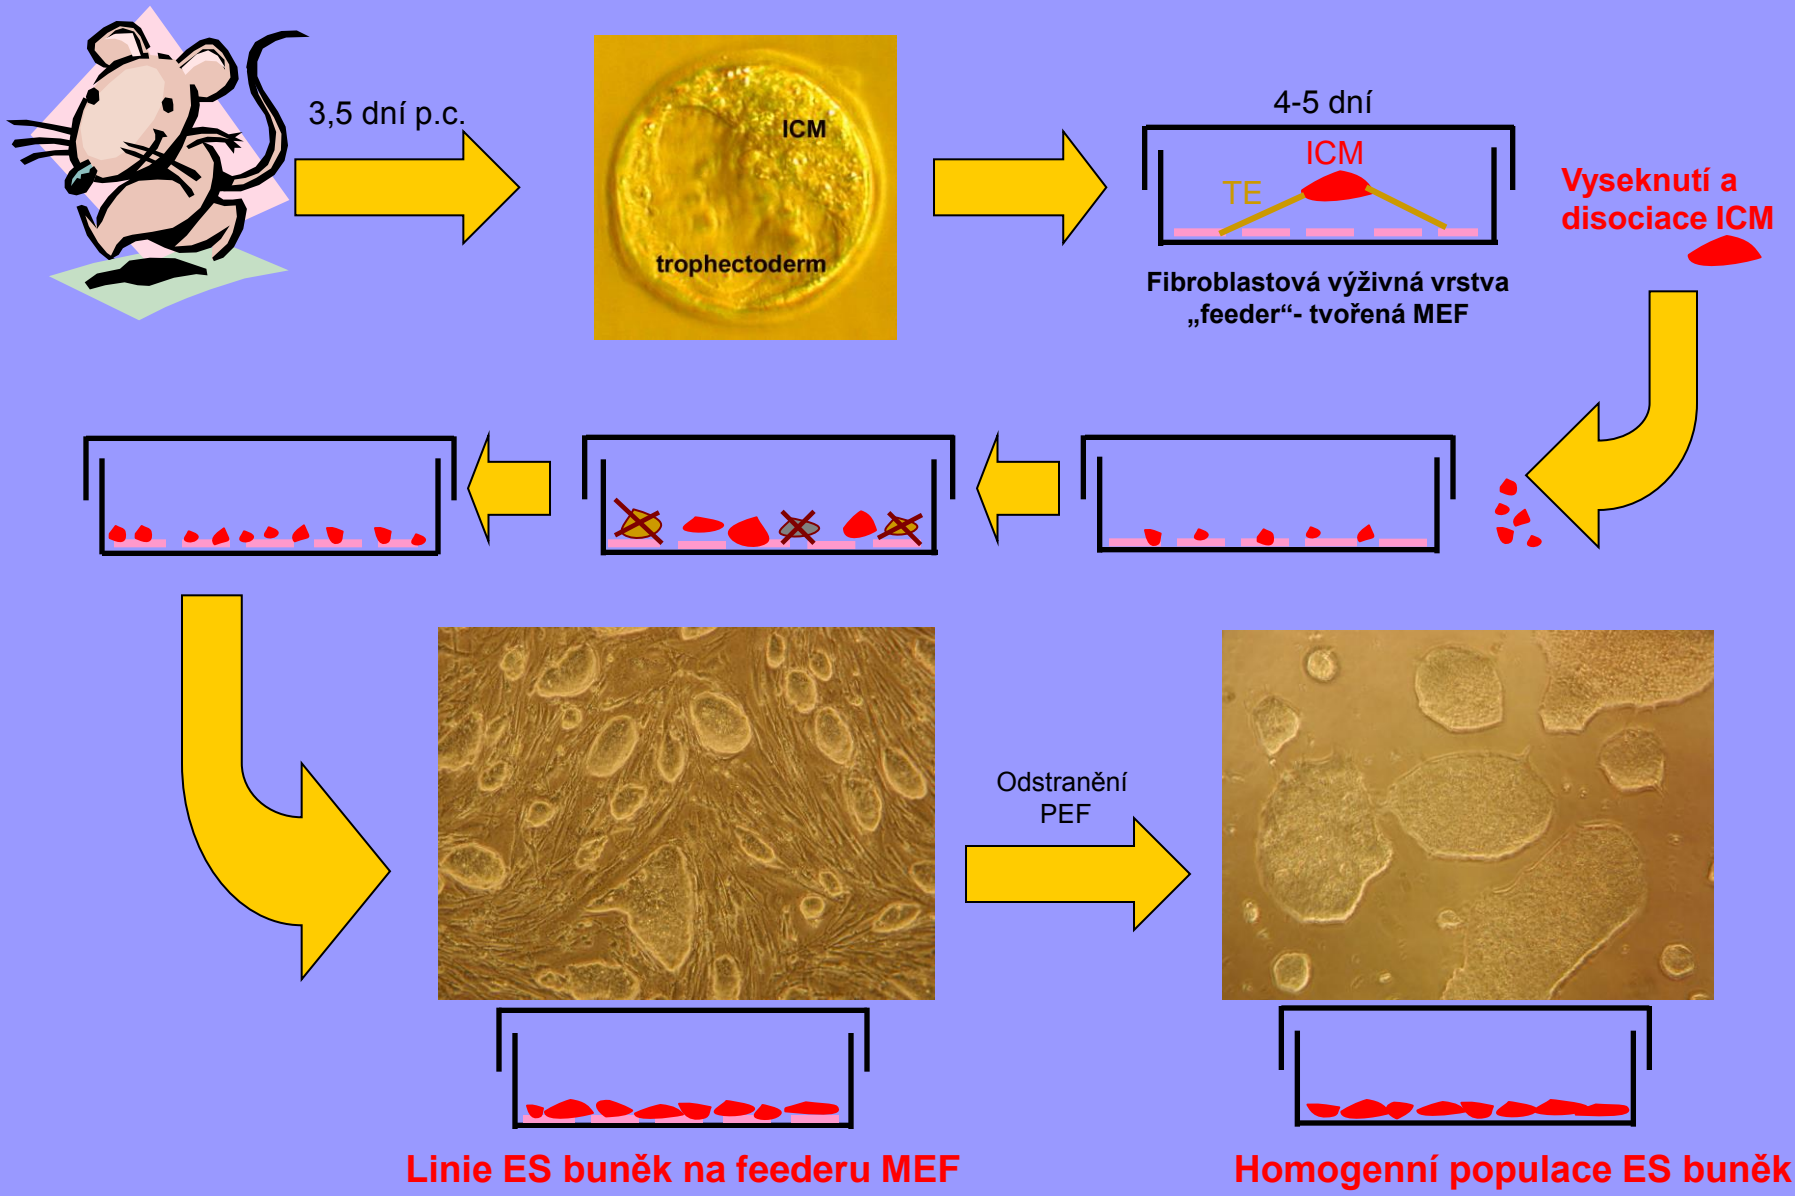 3,5 dní p.c.
ICM
trophectoderm
4-5 dní
ICM
TE
Fibroblastová výživná vrstva
„feeder“- tvořená MEF
Vyseknutí a
disociace ICM
Odstranění
PEF
Linie ES buněk na feederu MEF
Homogenní populace ES buněk